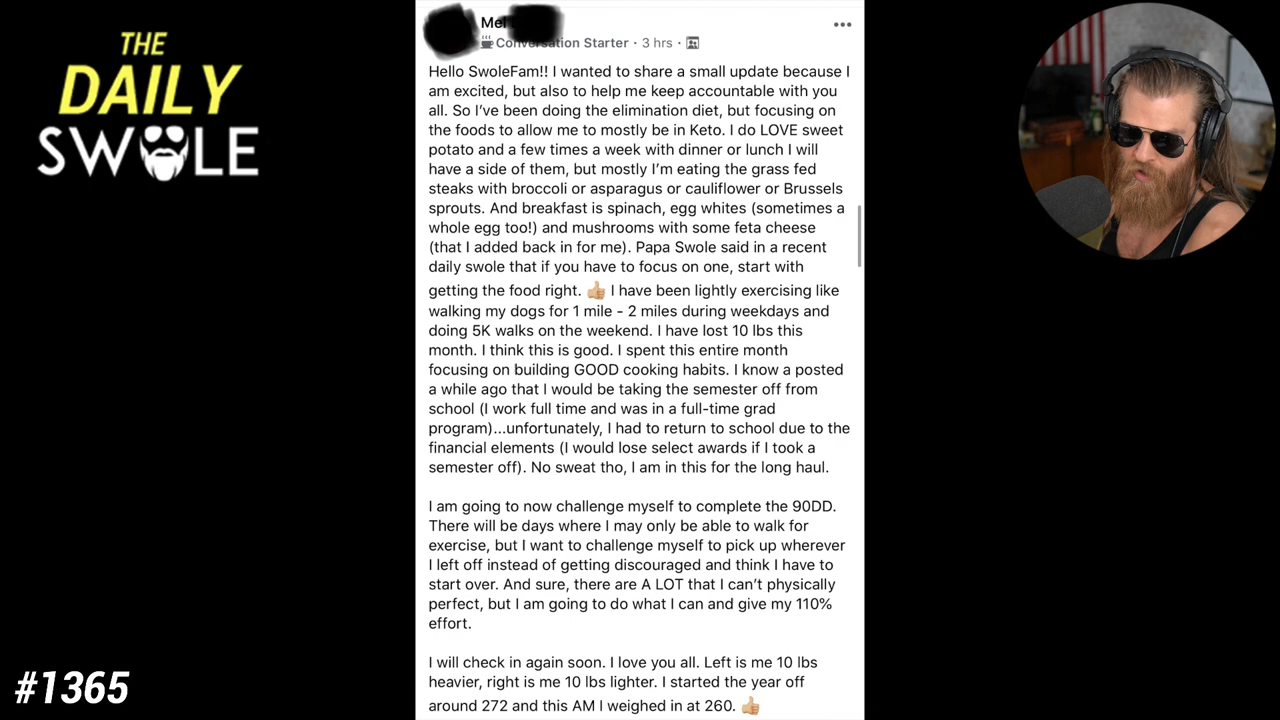 THE
DAILY
SWOLE
Mel
Conversation Starter · 3 hrs ·
Hello SwoleFam!! I wanted to share a small update because I
am excited, but also to help me keep accountable with you
all. So I've been doing the elimination diet, but focusing on
the foods to allow me to mostly be in Keto. I do LOVE sweet
potato and a few times a week with dinner or lunch I will
have a side of them, but mostly I'm eating the grass fed
steaks with broccoli or asparagus or cauliflower or Brussels
sprouts. And breakfast is spinach, egg whites (sometimes a
whole egg too!) and mushrooms with some feta cheese
(that I added back in for me). Papa Swole said in a recent
daily swole that if you have to focus on one, start with
getting the food right. 👍🏼 I have been lightly exercising like
walking my dogs for 1 mile - 2 miles during weekdays and
doing 5K walks on the weekend. I have lost 10 lbs this
month. I think this is good. I spent this entire month
focusing on building GOOD cooking habits. I know a posted
a while ago that I would be taking the semester off from
school (I work full time and was in a full-time grad
program)...unfortunately, I had to return to school due to the
financial elements (I would lose select awards if I took a
semester off). No sweat tho, I am in this for the long haul.
I am going to now challenge myself to complete the 90DD.
There will be days where I may only be able to walk for
exercise, but I want to challenge myself to pick up wherever
I left off instead of getting discouraged and think I have to
start over. And sure, there are A LOT that I can't physically
perfect, but I am going to do what I can and give my 110%
effort.
I will check in again soon. I love you all. Left is me 10 lbs
heavier, right is me 10 lbs lighter. I started the year off
around 272 and this AM I weighed in at 260. 👍🏼
#1365